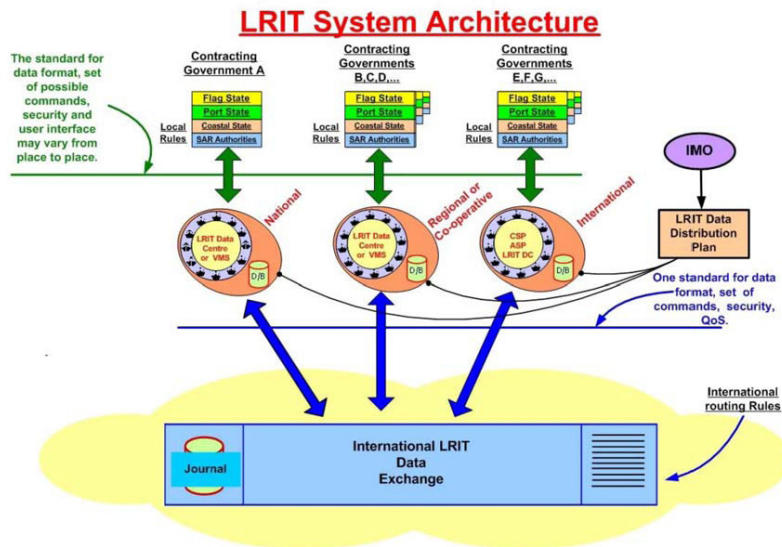 LRIT System Architecture
The standard for
data format, set
of possible
commands,
security and
user interface
may vary from
place to place.
Contracting
Government A
Contracting
Governments
B,C,D,...
Contracting
Governments
E,F,G,...
Flag State
Port State
Coastal State
SAR Authorities
Local
Rules
Flag State
Port State
Coastal State
SAR Authorities
Local
Rules
Flag State
Port State
Coastal State
SAR Authorities
Local
Rules
IMO
LRIT Data
Distribution
Plan
National
LRIT Data
Centre
or VMS
D/B
Regional or
Co-operative
LRIT Data
Centre
or VMS
D/B
International
CSP
ASP
LRIT DC
D/B
One standard for data
format, set of
commands, security,
QoS.
International
routing Rules
Journal
International LRIT
Data
Exchange